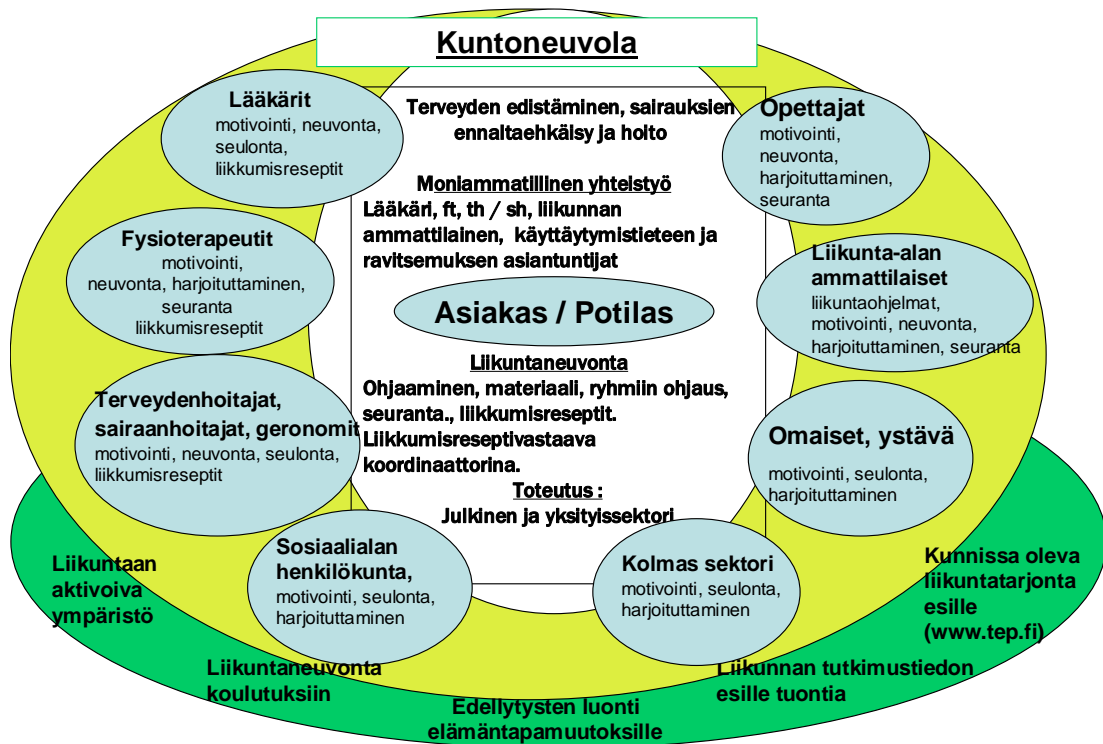 Kuntoneuvola
Lääkärit
motivointi, neuvonta,
seulonta,
liikkumisreseptit
Terveyden edistäminen, sairauksien
ennaltaehkäisy ja hoito
Opettajat
motivointi,
neuvonta,
harjoituttaminen,
seuranta
Moniammatillinen yhteistyö
Lääkäri, ft, th / sh, liikunnan
ammattilainen, käyttäytymistieteen ja
ravitsemuksen asiantuntijat
Fysioterapeutit
motivointi,
neuvonta, harjoituttaminen,
seuranta
liikkumisreseptit
Liikunta-alan
ammattilaiset
liikuntaohjelmat,
motivointi, neuvonta,
harjoituttaminen, seuranta
Asiakas / Potilas
Liikuntaneuvonta
Ohjaaminen, materiaali, ryhmiin ohjaus,
seuranta., liikkumisreseptit.
Liikkumisreseptivastaava
koordinaattorina.
Toteutus :
Julkinen ja yksityissektori
Terveydenhoitajat,
sairaanhoitajat, geronomit
motivointi, neuvonta, seulonta,
liikkumisreseptit
Omaiset, ystävä
motivointi, seulonta,
harjoituttaminen
Sosiaalialan
henkilökunta,
motivointi, seulonta,
harjoituttaminen
Kolmas sektori
motivointi, seulonta,
harjoituttaminen
Liikuntaan
aktivoiva
ympäristö
Kunnissa oleva
liikuntatarjonta
esille
(www.tep.fi)
Liikuntaneuvonta
koulutuksiin
Liikunnan tutkimustiedon
esille tuontia
Edellytysten luonti
elämäntapamuutoksille